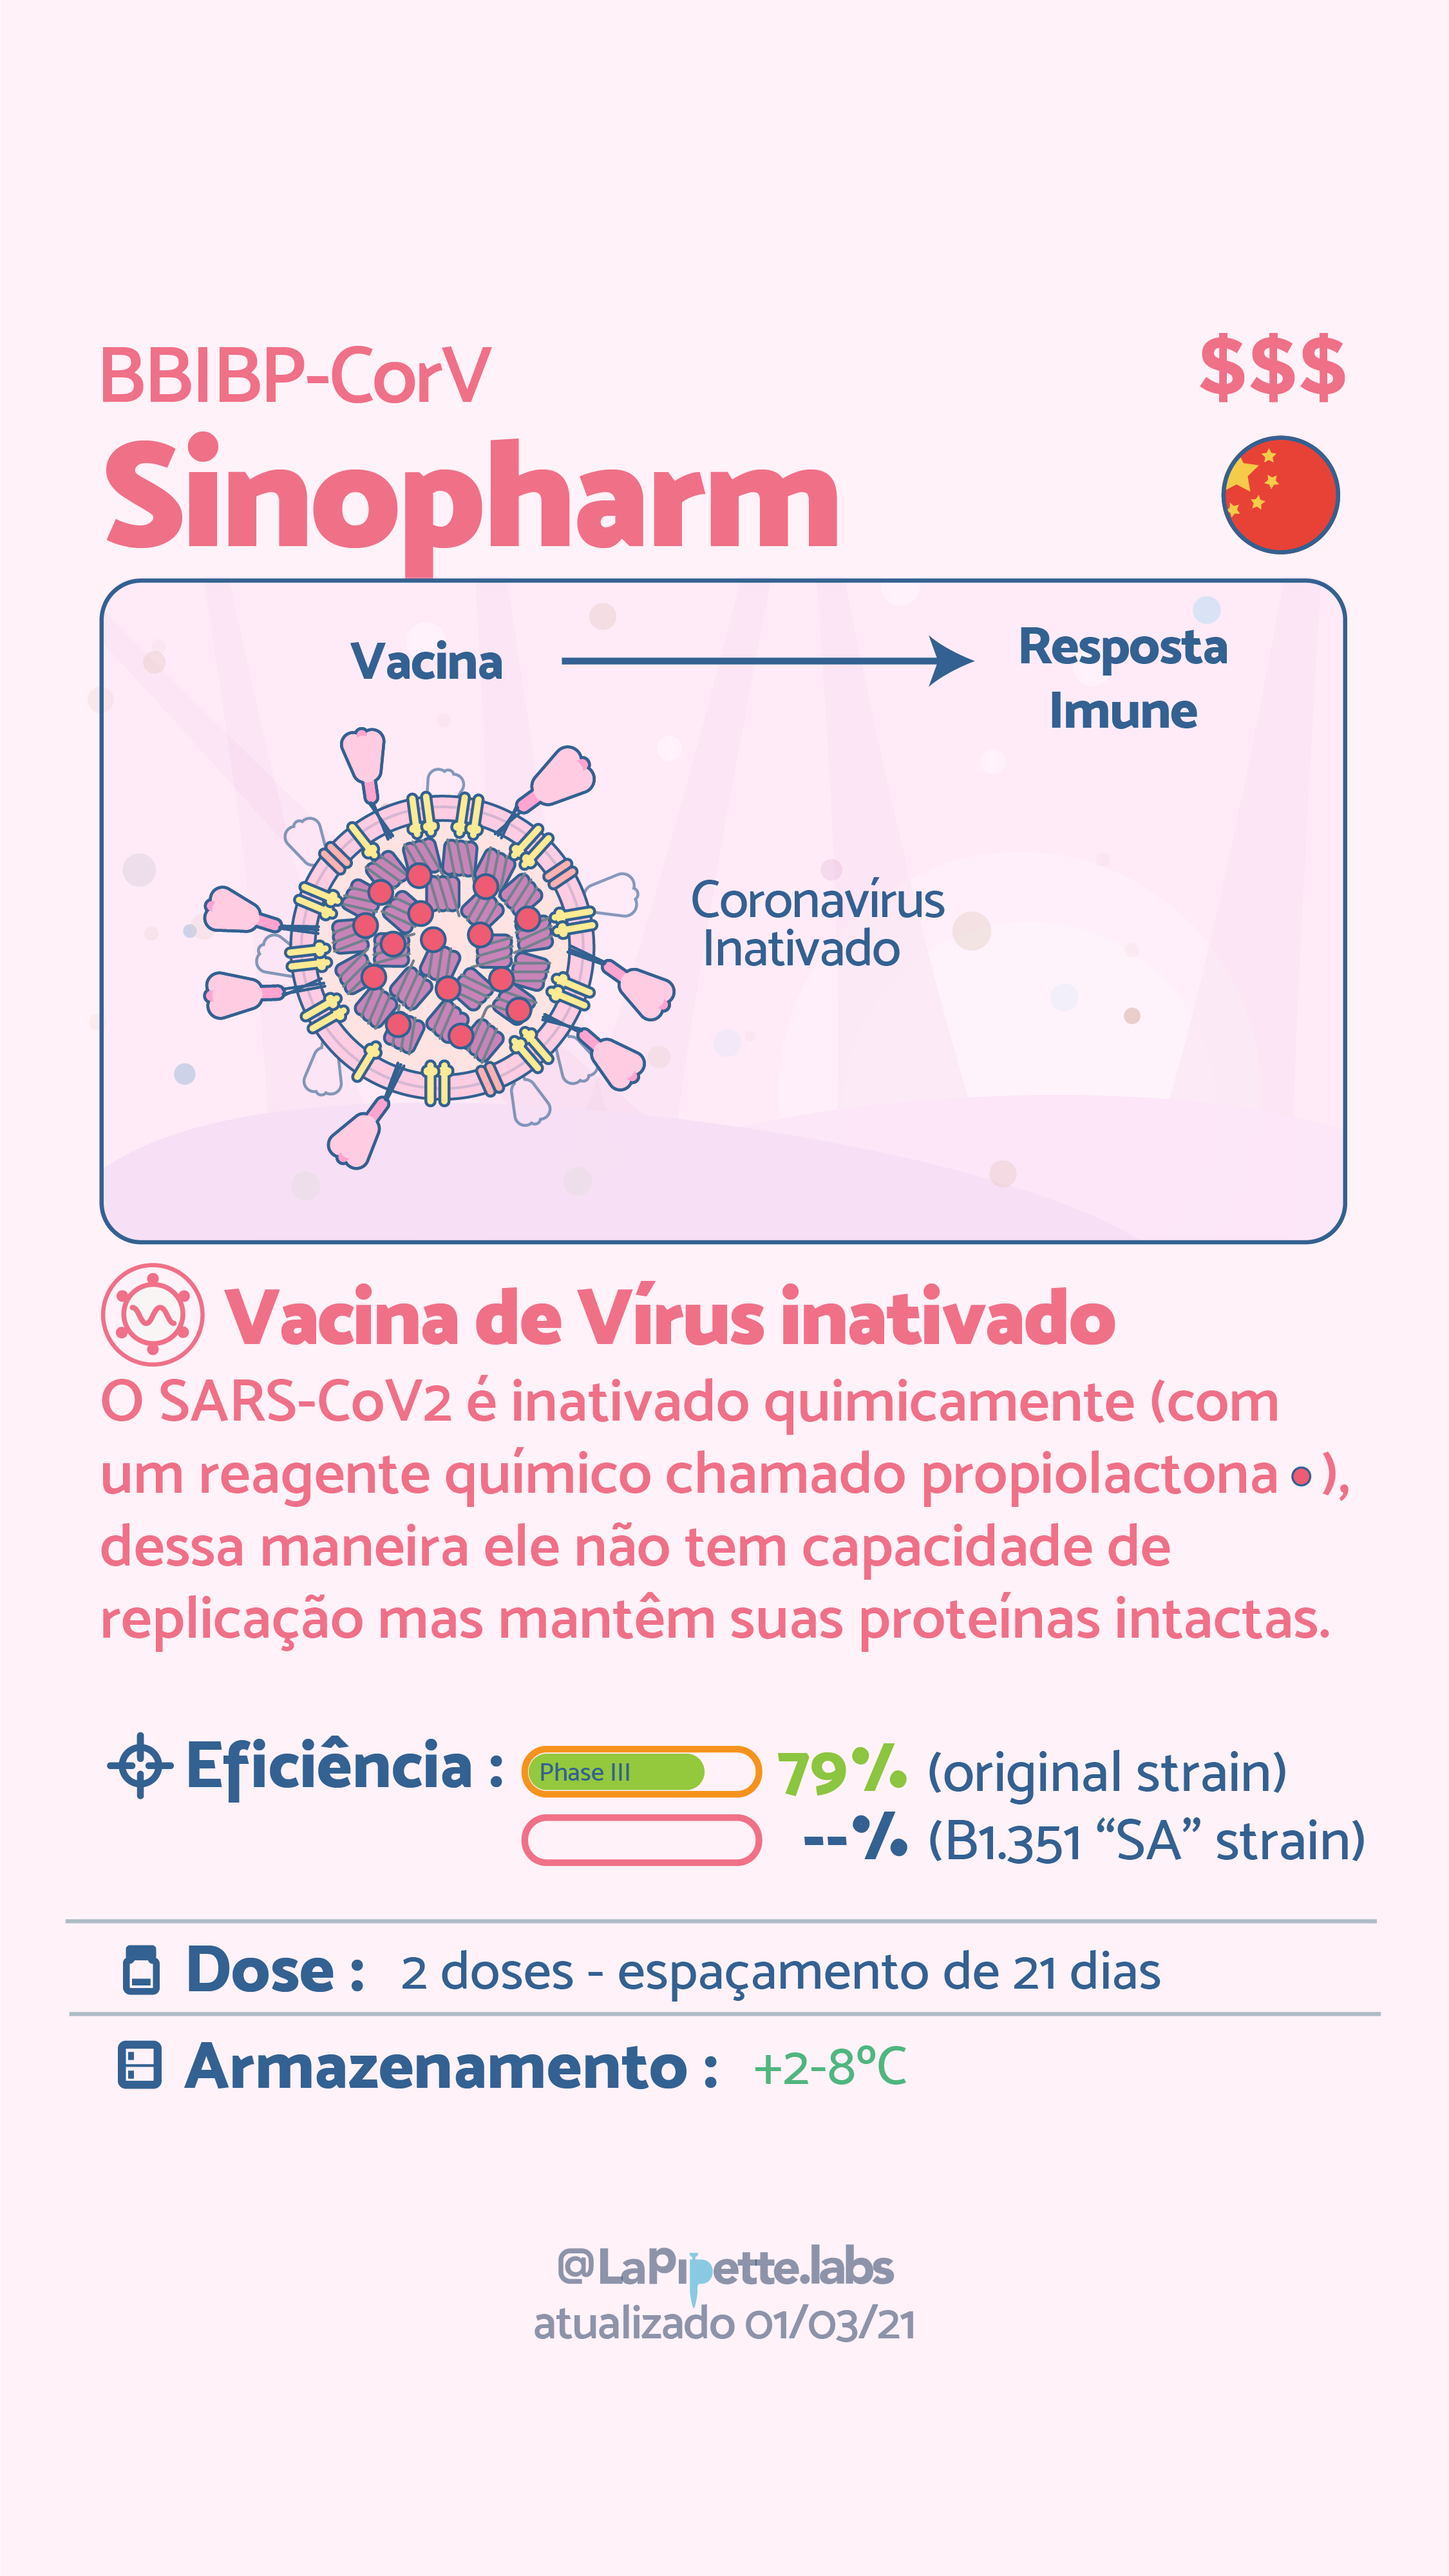 BBIBP-CorV
$$$
Sinopharm
Vacina
Resposta
Imune
Coronavírus
Inativado
Vacina de Vírus inativado
O SARS-CoV2 é inativado quimicamente (com
um reagente químico chamado propiolactona ),
dessa maneira ele não tem capacidade de
replicação mas mantêm suas proteínas intactas.
Eficiência : Phase III 79% (original strain)
--% (B1.351 “SA” strain)
Dose : 2 doses - espaçamento de 21 dias
Armazenamento : +2-8ºC
@LaPipette.labs
atualizado 01/03/21